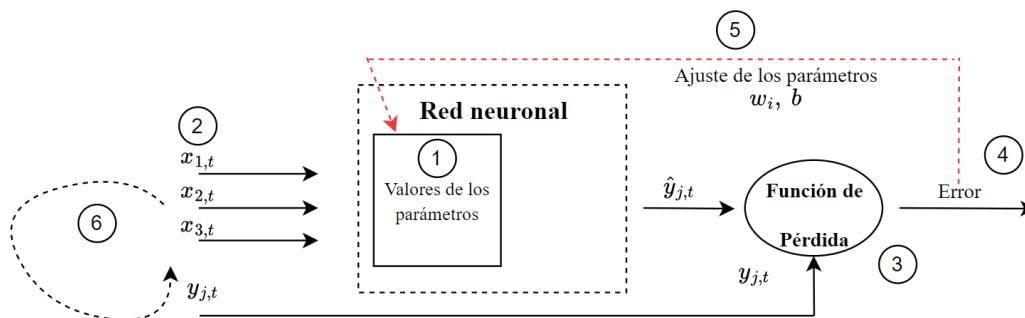 5
Ajuste de los parámetros
w_i, b
Red neuronal
2
1
4
x_{1,t}
Valores de los
parámetros
x_{2,t}
x_{3,t}
6
ŷ_{j,t}
Función de
Pérdida
Error
3
y_{j,t}
y_{j,t}